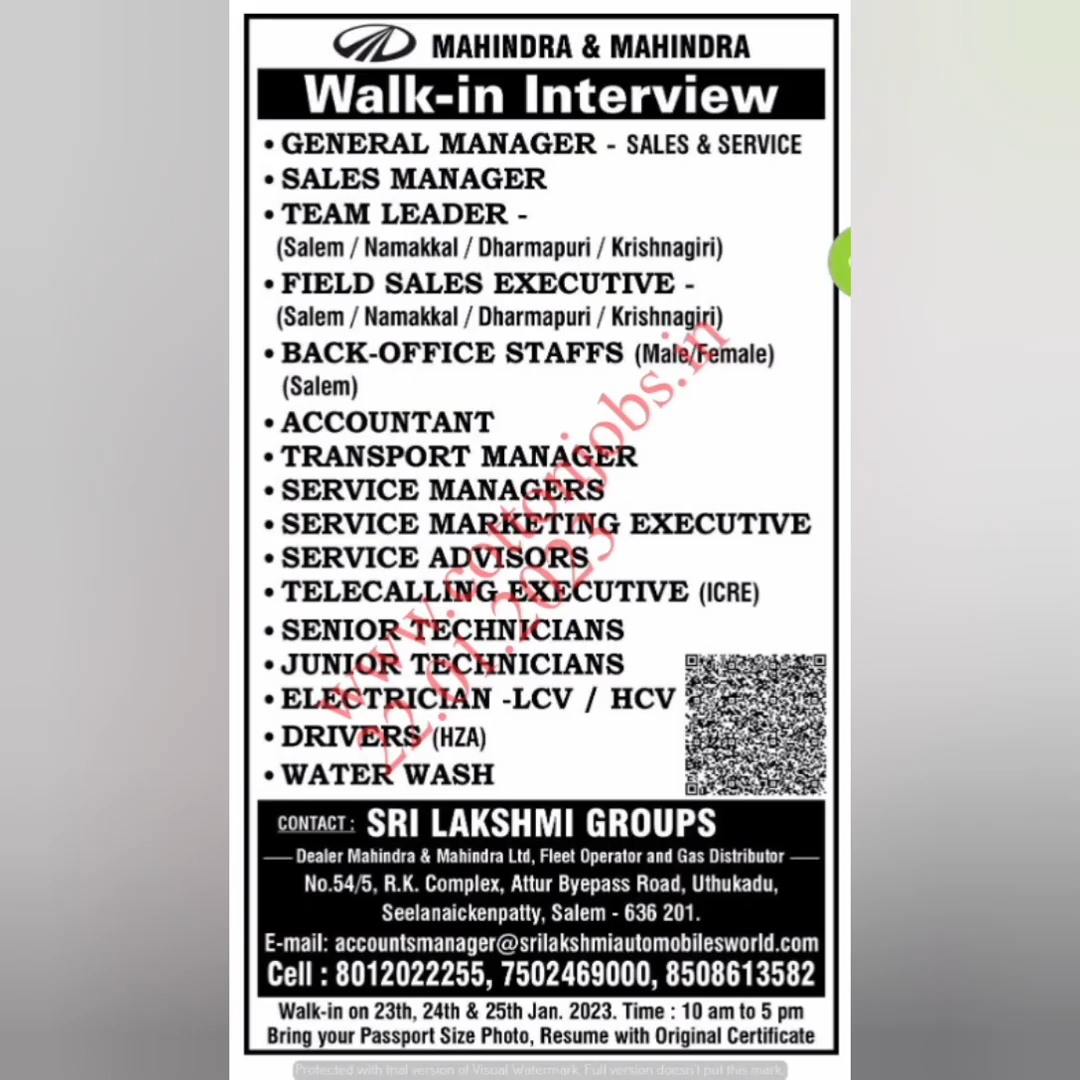 MAHINDRA & MAHINDRA
Walk-in Interview
• GENERAL MANAGER - SALES & SERVICE
• SALES MANAGER
• TEAM LEADER -
(Salem / Namakkal / Dharmapuri / Krishnagiri)
• FIELD SALES EXECUTIVE -
(Salem / Namakkal / Dharmapuri / Krishnagiri)
• BACK-OFFICE STAFFS (Male/Female)
(Salem)
• ACCOUNTANT
• TRANSPORT MANAGER
• SERVICE MANAGERS
• SERVICE MARKETING EXECUTIVE
• SERVICE ADVISORS
• TELECALLING EXECUTIVE (ICRE)
• SENIOR TECHNICIANS
• JUNIOR TECHNICIANS
• ELECTRICIAN -LCV / HCV
• DRIVERS (HZA)
• WATER WASH
www.cottonjobs.in
22.01.2023
CONTACT : SRI LAKSHMI GROUPS
Dealer Mahindra & Mahindra Ltd, Fleet Operator and Gas Distributor
No.54/5, R.K. Complex, Attur Byepass Road, Uthukadu,
Seelanaickenpatty, Salem - 636 201.
E-mail: accountsmanager@srilakshmiautomobilesworld.com
Cell : 8012022255, 7502469000, 8508613582
Walk-in on 23th, 24th & 25th Jan. 2023. Time : 10 am to 5 pm
Bring your Passport Size Photo, Resume with Original Certificate
Protected with trial version of Visual Watermark. Full version doesn't put this mark.